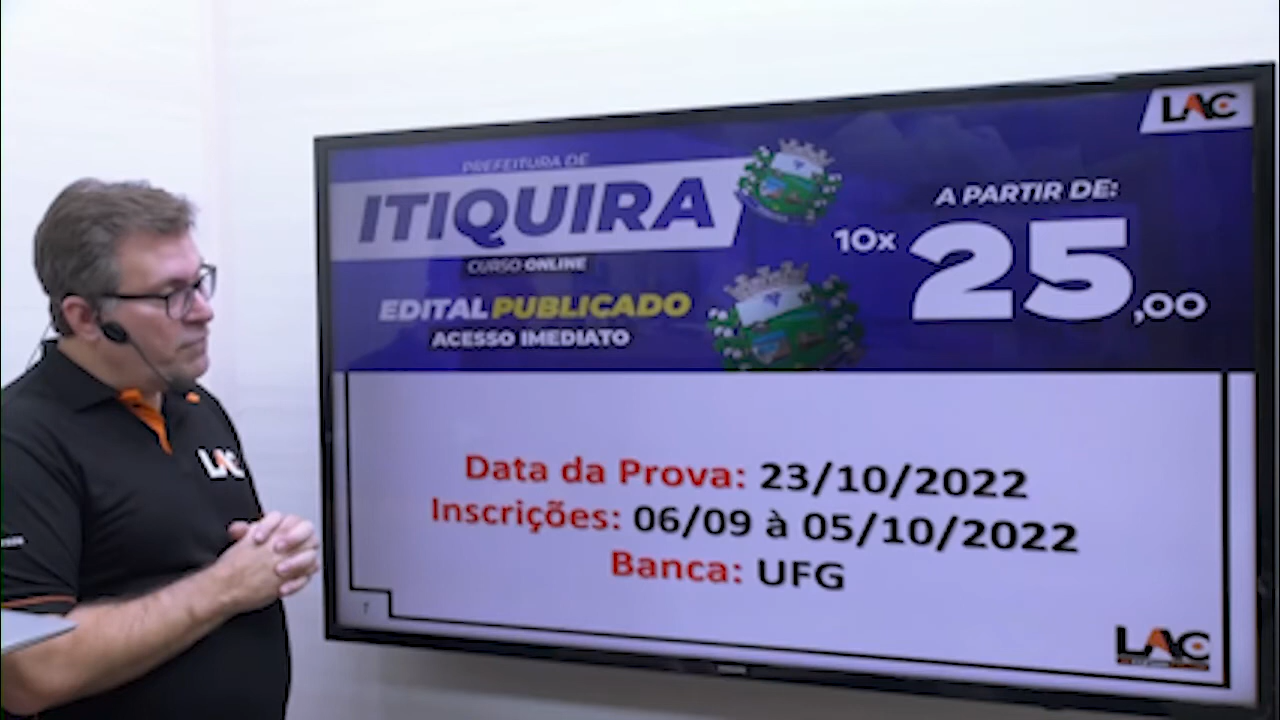 LAC
PREFEITURA DE
ITIQUIRA
CURSO ONLINE
EDITAL PUBLICADO
ACESSO IMEDIATO
A PARTIR DE:
10x 25,00
Data da Prova: 23/10/2022
Inscrições: 06/09 à 05/10/2022
Banca: UFG
LAC
LAC